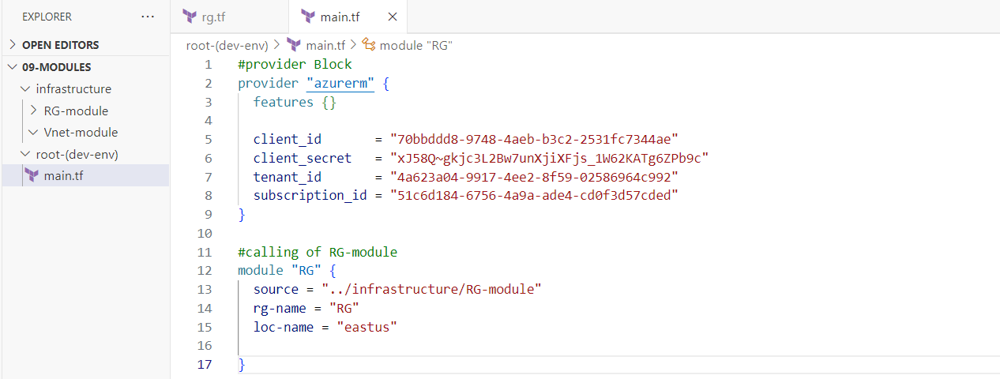 EXPLORER
...
OPEN EDITORS
09-MODULES
infrastructure
RG-module
Vnet-module
root-(dev-env)
main.tf
rg.tf
main.tf
root-(dev-env) > main.tf > module "RG"
1 #provider Block
2 provider "azurerm" {
3 features {}
4
5 client_id = "70bbddd8-9748-4aeb-b3c2-2531fc7344ae"
6 client_secret = "xJ58Q~gkjc3L2Bw7unXjiXFjs_1W62KATg6ZPb9c"
7 tenant_id = "4a623a04-9917-4ee2-8f59-02586964c992"
8 subscription_id = "51c6d184-6756-4a9a-ade4-cd0f3d57cded"
9 }
10
11 #calling of RG-module
12 module "RG" {
13 source = "../infrastructure/RG-module"
14 rg-name = "RG"
15 loc-name = "eastus"
16
17 }